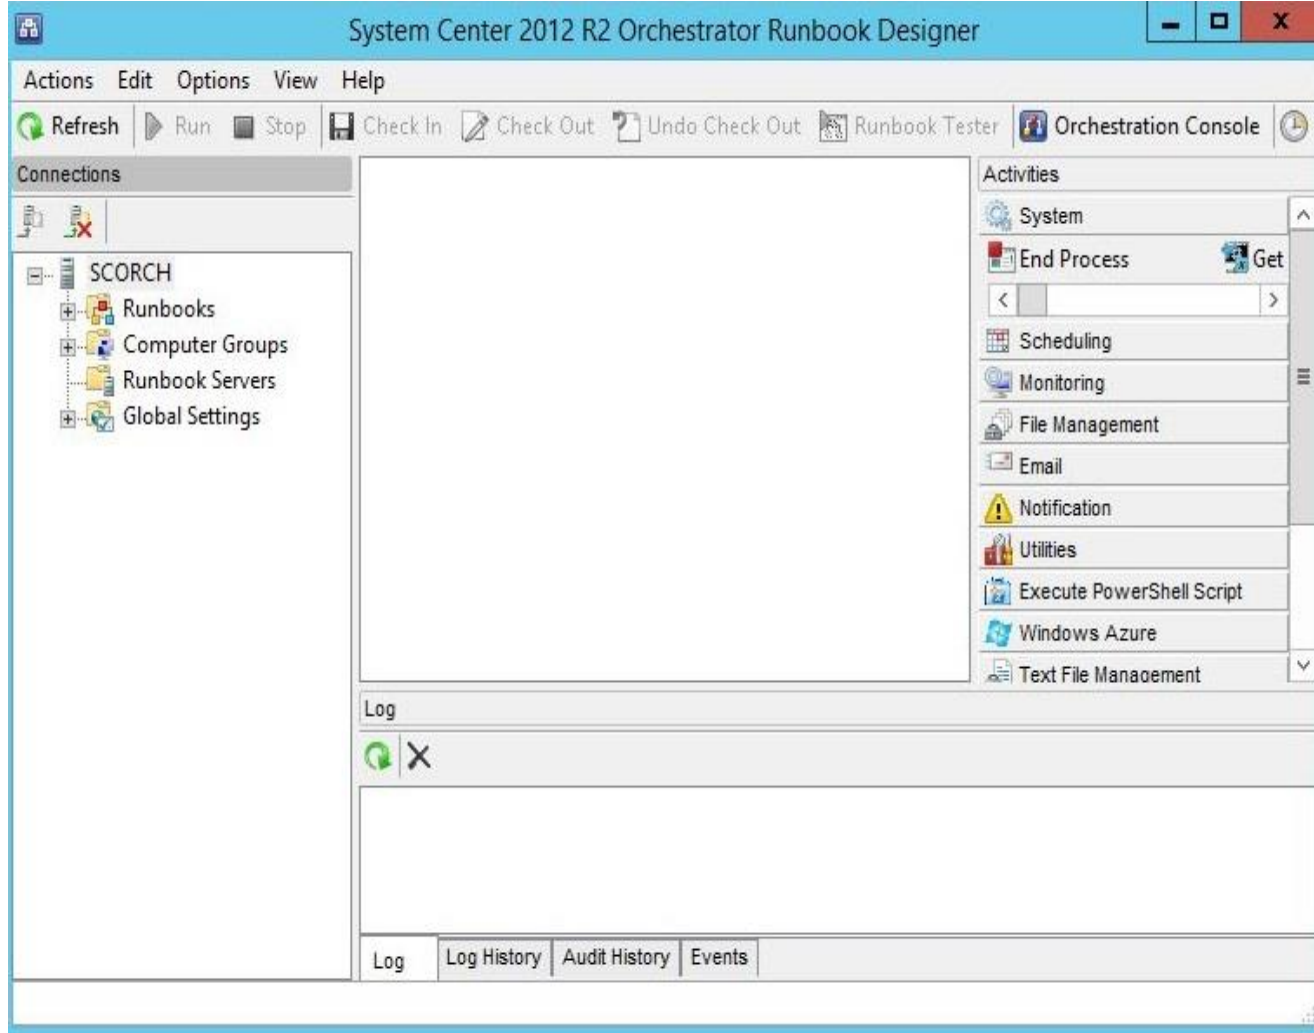 System Center 2012 R2 Orchestrator Runbook Designer
Actions Edit Options View Help
Refresh Run Stop Check In Check Out Undo Check Out Runbook Tester Orchestration Console
Connections
SCORCH
Runbooks
Computer Groups
Runbook Servers
Global Settings
Activities
System
End Process Get
Scheduling
Monitoring
File Management
Email
Notification
Utilities
Execute PowerShell Script
Windows Azure
Text File Management
Log
Log Log History Audit History Events